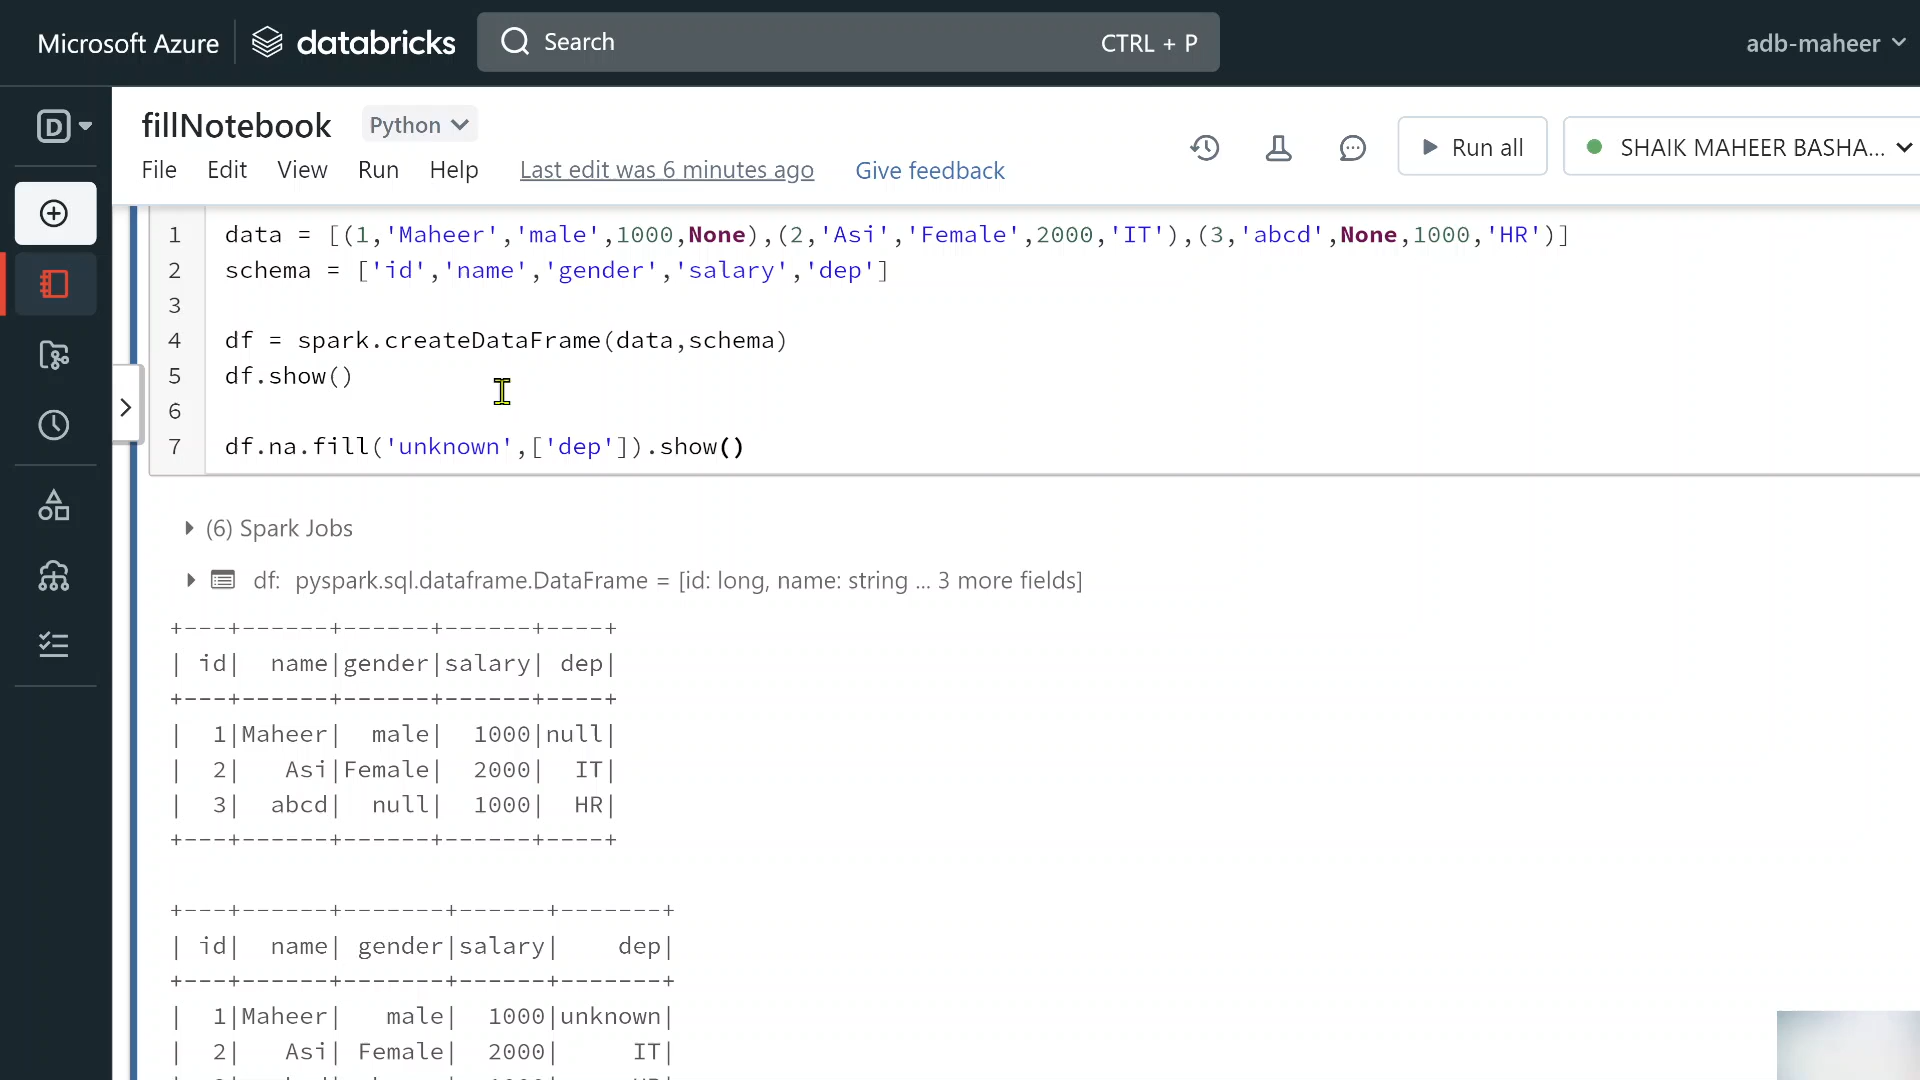 Microsoft Azure databricks Search CTRL + P adb-maheer
D fillNotebook Python
File Edit View Run Help Last edit was 6 minutes ago Give feedback Run all SHAIK MAHEER BASHA...
1 data = [(1,'Maheer','male',1000,None),(2,'Asi','Female',2000,'IT'),(3,'abcd',None,1000,'HR')]
2 schema = ['id','name','gender','salary','dep']
3
4 df = spark.createDataFrame(data,schema)
5 df.show()
6
7 df.na.fill('unknown',['dep']).show()
(6) Spark Jobs
df: pyspark.sql.dataframe.DataFrame = [id: long, name: string ... 3 more fields]
+---+------+------+------+----+
| id|  name|gender|salary| dep|
+---+------+------+------+----+
|  1|Maheer|  male|  1000|null|
|  2|   Asi|Female|  2000|  IT|
|  3|  abcd|  null|  1000|  HR|
+---+------+------+------+----+
+---+------+-------+------+-------+
| id|  name| gender|salary|    dep|
+---+------+-------+------+-------+
|  1|Maheer|   male|  1000|unknown|
|  2|   Asi| Female|  2000|     IT|